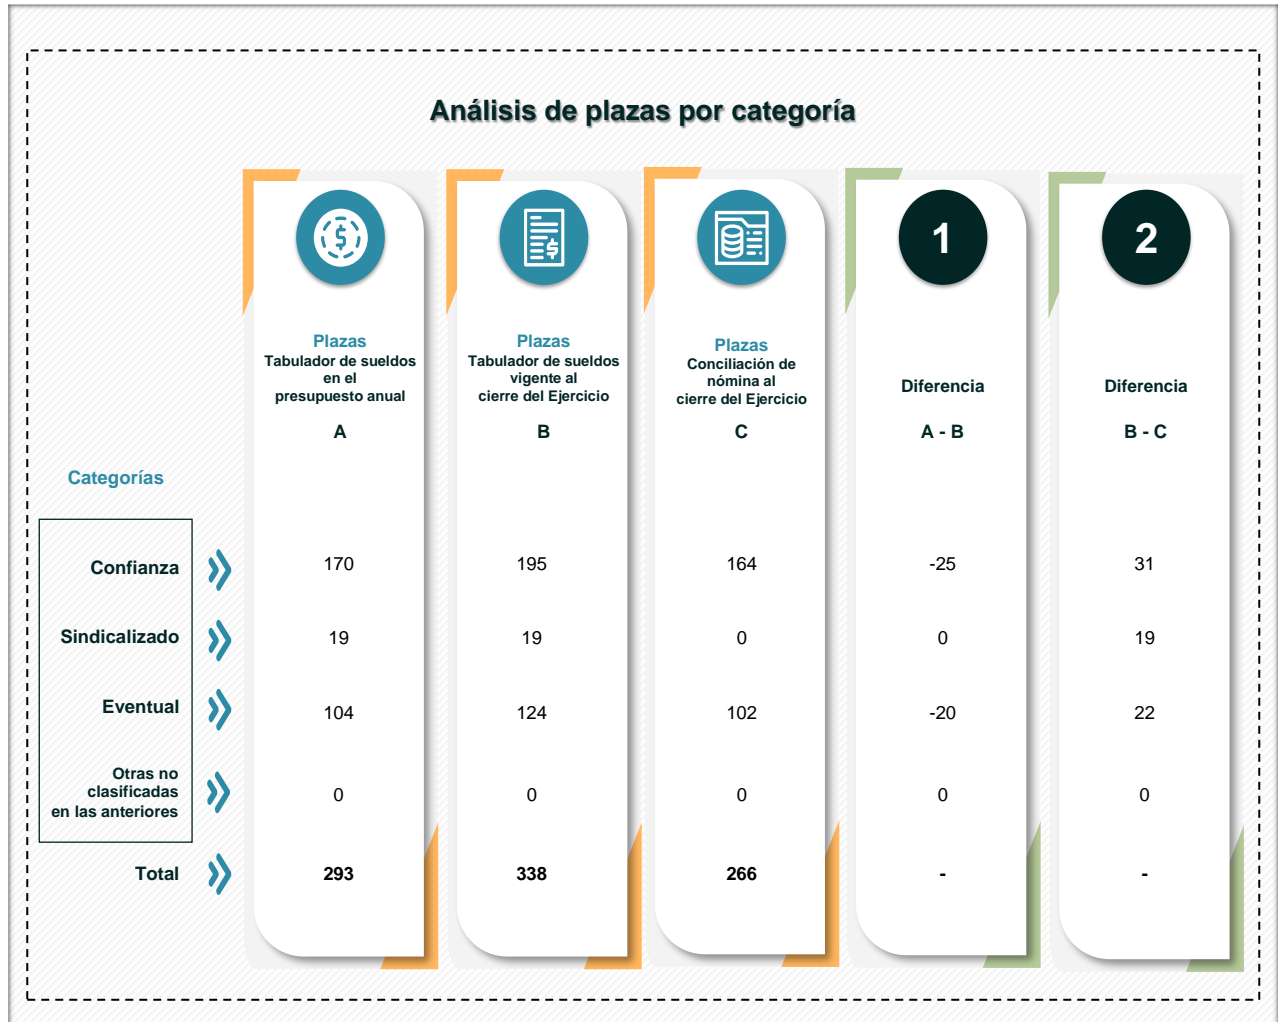 Análisis de plazas por categoría
1
2
Plazas
Tabulador de sueldos
en el
presupuesto anual
A
Plazas
Tabulador de sueldos
vigente al
cierre del Ejercicio
B
Plazas
Conciliación de
nómina al
cierre del Ejercicio
C
Diferencia
A - B
Diferencia
B - C
Categorías
Confianza 170 195 164 -25 31
Sindicalizado 19 19 0 0 19
Eventual 104 124 102 -20 22
Otras no
clasificadas
en las anteriores
0 0 0 0 0
Total 293 338 266 - -